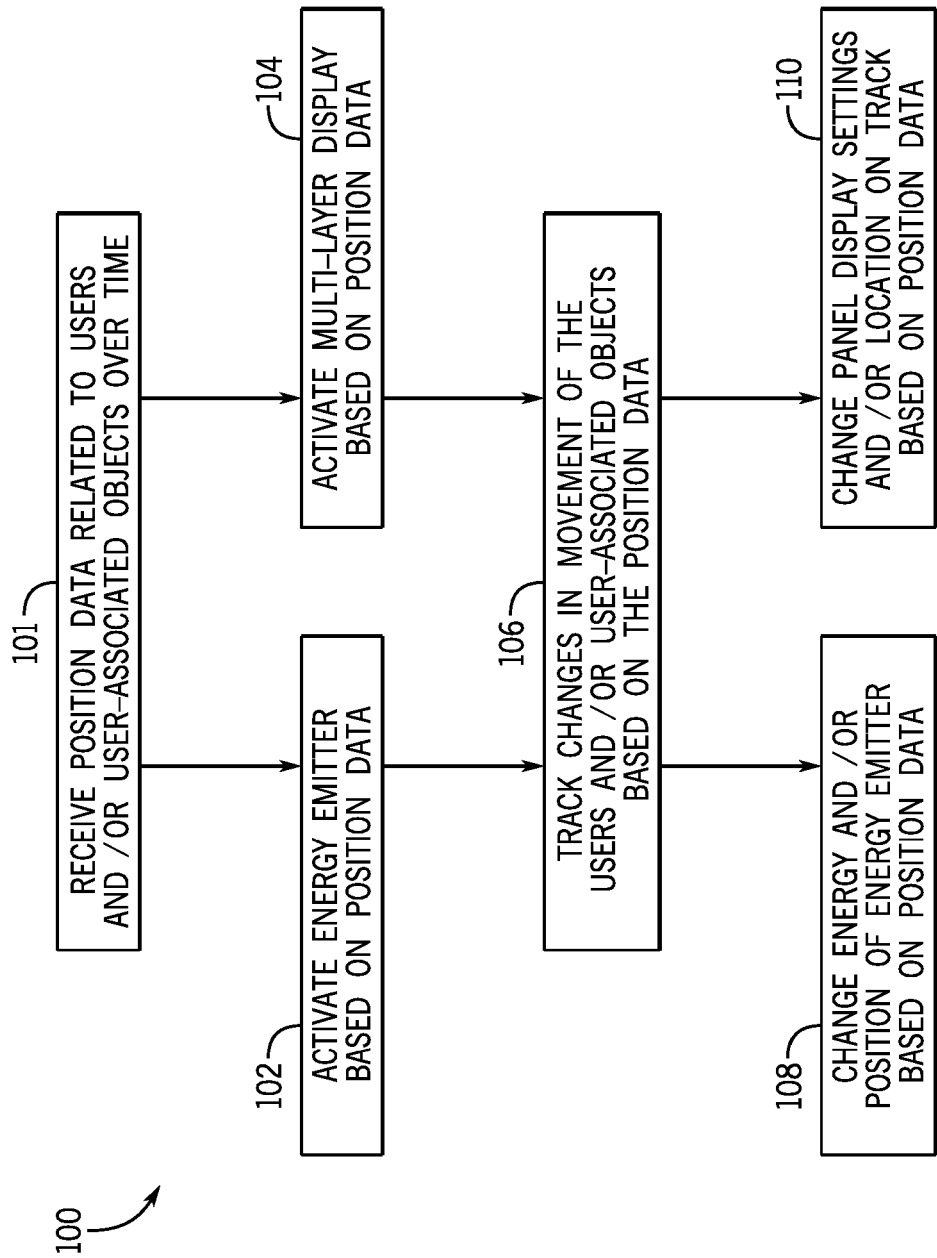 100
101
RECEIVE POSITION DATA RELATED TO USERS
AND /OR USER-ASSOCIATED OBJECTS OVER TIME
102
ACTIVATE ENERGY EMITTER
BASED ON POSITION DATA
104
ACTIVATE MULTI-LAYER DISPLAY
BASED ON POSITION DATA
106
TRACK CHANGES IN MOVEMENT OF THE
USERS AND /OR USER-ASSOCIATED OBJECTS
BASED ON THE POSITION DATA
108
CHANGE ENERGY AND /OR
POSITION OF ENERGY EMITTER
BASED ON POSITION DATA
110
CHANGE PANEL DISPLAY SETTINGS
AND /OR LOCATION ON TRACK
BASED ON POSITION DATA